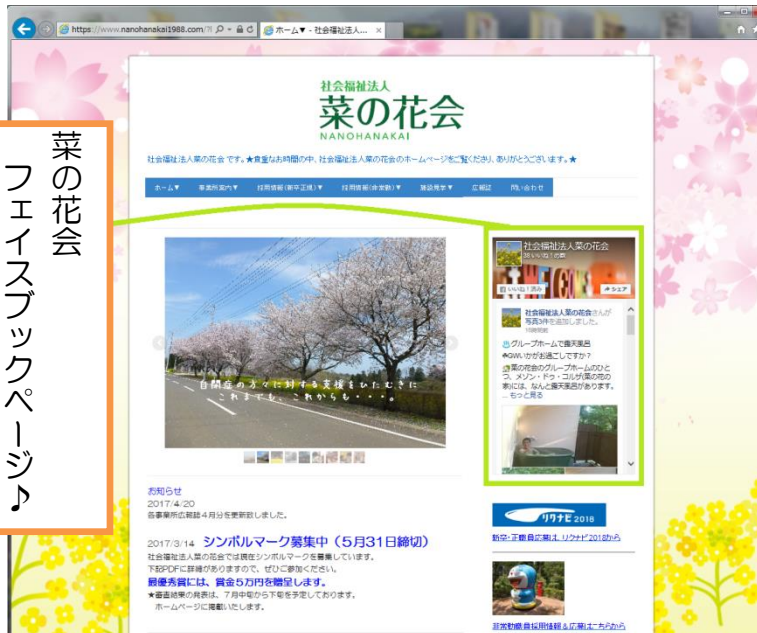 https://www.nanohanakai1988.com/
ホーム▼ - 社会福祉法人...
社会福祉法人
菜の花会
NANOHANAKAI
社会福祉法人菜の花会 です。★貴重なお時間の中、社会福祉法人菜の花会のホームページをご覧くださり、ありがとうございます。★
ホーム▼ 事業所案内▼ 採用情報(新卒正規)▼ 採用情報(非常勤)▼ 施設見学▼ 広報誌 問い合わせ
菜の花会
フェイスブックページ♪
自閉症の方々に対する支援をひたむきに
これまでも、これからも・・・。
社会福祉法人菜の花会
いいね!の数
いいね!済み
シェア
社会福祉法人菜の花会さんが
写真3件を追加しました。
グループホームで露天風呂
GWいかがお過ごしですか?
菜の花会のグループホームのひと
つ、メゾン・ドゥ・コルザ(菜の花の
家)には、なんと露天風呂があります。
... もっと見る
お知らせ
2017/4/20
各事業所広報誌4月分を更新致しました。
2017/3/14 シンボルマーク募集中(5月31日締切)
社会福祉法人菜の花会では現在シンボルマークを募集しています。
下記PDFに詳細がありますので、ぜひご参加ください。
最優秀賞には、賞金5万円を贈呈します。
★審査結果の発表は、7月中旬から下旬を予定しております。
ホームページに掲載いたします。
リクナビ2018
新卒・正職員応募は、リクナビ2018から
非常勤職員採用情報&応募はこちらから